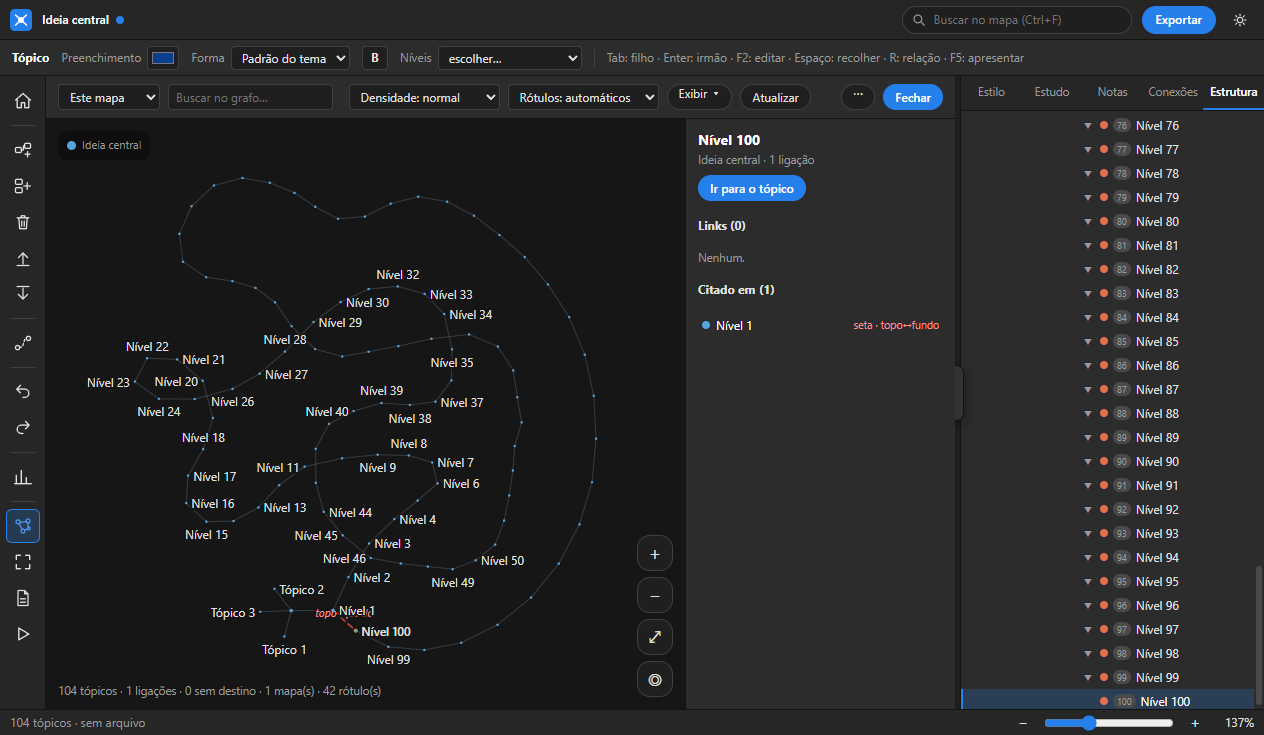 Ideia central
Buscar no mapa (Ctrl+F)
Exportar
Tópico Preenchimento Forma Padrão do tema B Níveis escolher... Tab: filho · Enter: irmão · F2: editar · Espaço: recolher · R: relação · F5: apresentar
Este mapa Buscar no grafo... Densidade: normal Rótulos: automáticos Exibir Atualizar ... Fechar
Estilo Estudo Notas Conexões Estrutura
Ideia central
Nível 32
Nível 30
Nível 33
Nível 29
Nível 34
Nível 28
Nível 22
Nível 21
Nível 35
Nível 23
Nível 20
Nível 27
Nível 39
Nível 24
Nível 26
Nível 40
Nível 37
Nível 38
Nível 18
Nível 8
Nível 11
Nível 9
Nível 7
Nível 17
Nível 6
Nível 16
Nível 13
Nível 44
Nível 4
Nível 15
Nível 45
Nível 3
Nível 46
Nível 50
Nível 2
Nível 49
Tópico 2
Tópico 3
topo
Nível 1
Nível 100
Tópico 1
Nível 99
+
−
104 tópicos · 1 ligações · 0 sem destino · 1 mapa(s) · 42 rótulo(s)
Nível 100
Ideia central · 1 ligação
Ir para o tópico
Links (0)
Nenhum.
Citado em (1)
Nível 1 seta · topo↔fundo
76 Nível 76
77 Nível 77
78 Nível 78
79 Nível 79
80 Nível 80
81 Nível 81
82 Nível 82
83 Nível 83
84 Nível 84
85 Nível 85
86 Nível 86
87 Nível 87
88 Nível 88
89 Nível 89
90 Nível 90
91 Nível 91
92 Nível 92
93 Nível 93
94 Nível 94
95 Nível 95
96 Nível 96
97 Nível 97
98 Nível 98
99 Nível 99
100 Nível 100
104 tópicos · sem arquivo
− + 137%